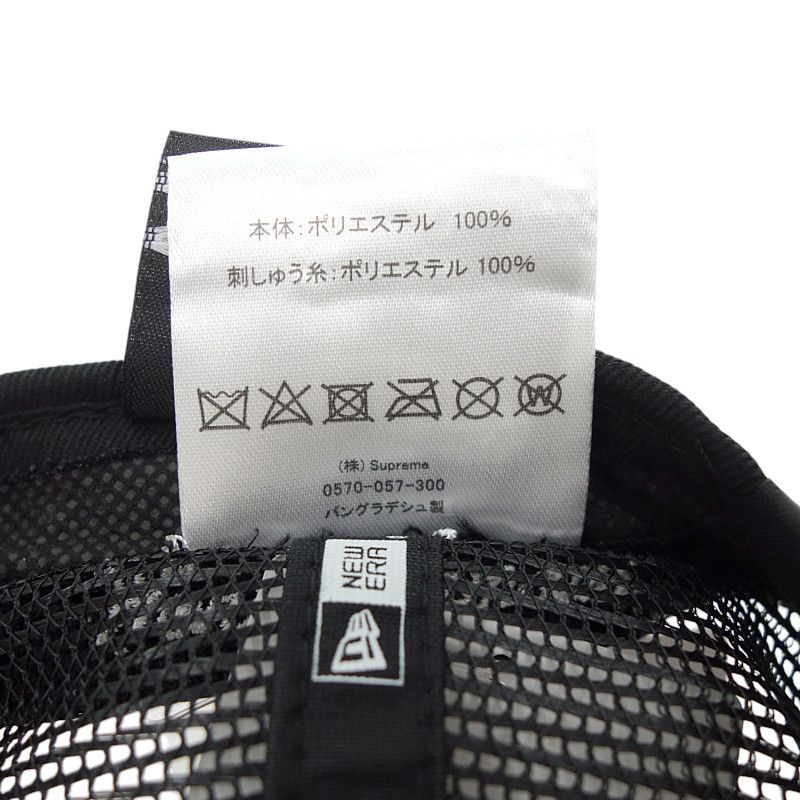 本体:ポリエステル 100%
刺しゅう糸:ポリエステル 100%
W
(株) Supreme
0570-057-300
バングラデシュ製
NEW
ERA